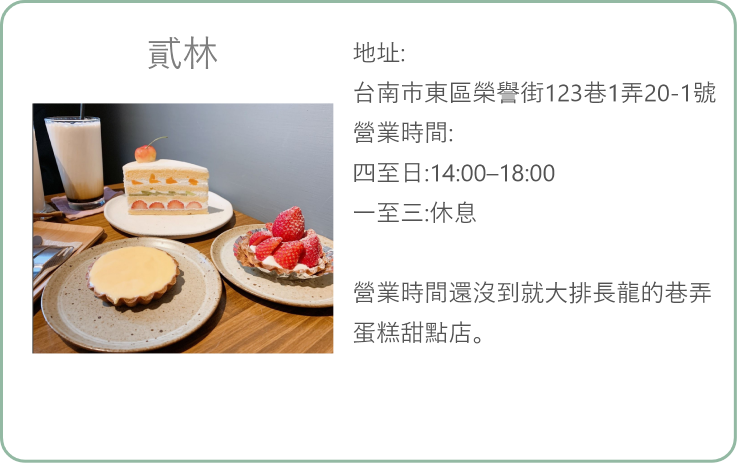 貳林
地址:
台南市東區榮譽街123巷1弄20-1號
營業時間:
四至日:14:00–18:00
一至三:休息
營業時間還沒到就大排長龍的巷弄
蛋糕甜點店。